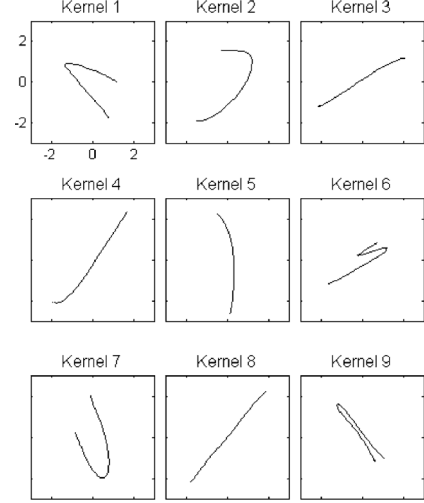 Kernel 1
Kernel 2
Kernel 3
2
0
-2
-2
0
2
Kernel 4
Kernel 5
Kernel 6
Kernel 7
Kernel 8
Kernel 9